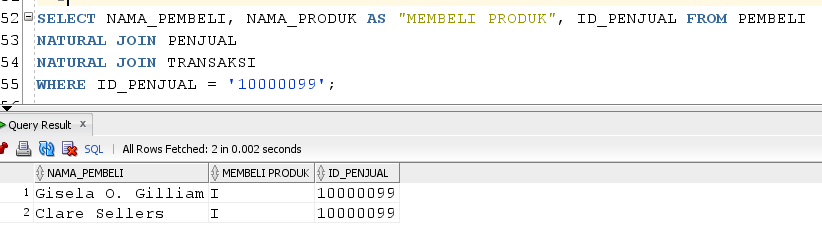 52 SELECT NAMA_PEMBELI, NAMA_PRODUK AS "MEMBELI PRODUK", ID_PENJUAL FROM PEMBELI
53 NATURAL JOIN PENJUAL
54 NATURAL JOIN TRANSAKSI
55 WHERE ID_PENJUAL = '10000099';
Query Result x
SQL | All Rows Fetched: 2 in 0.002 seconds
NAMA_PEMBELI MEMBELI PRODUK ID_PENJUAL
1 Gisela O. Gilliam I 10000099
2 Clare Sellers I 10000099